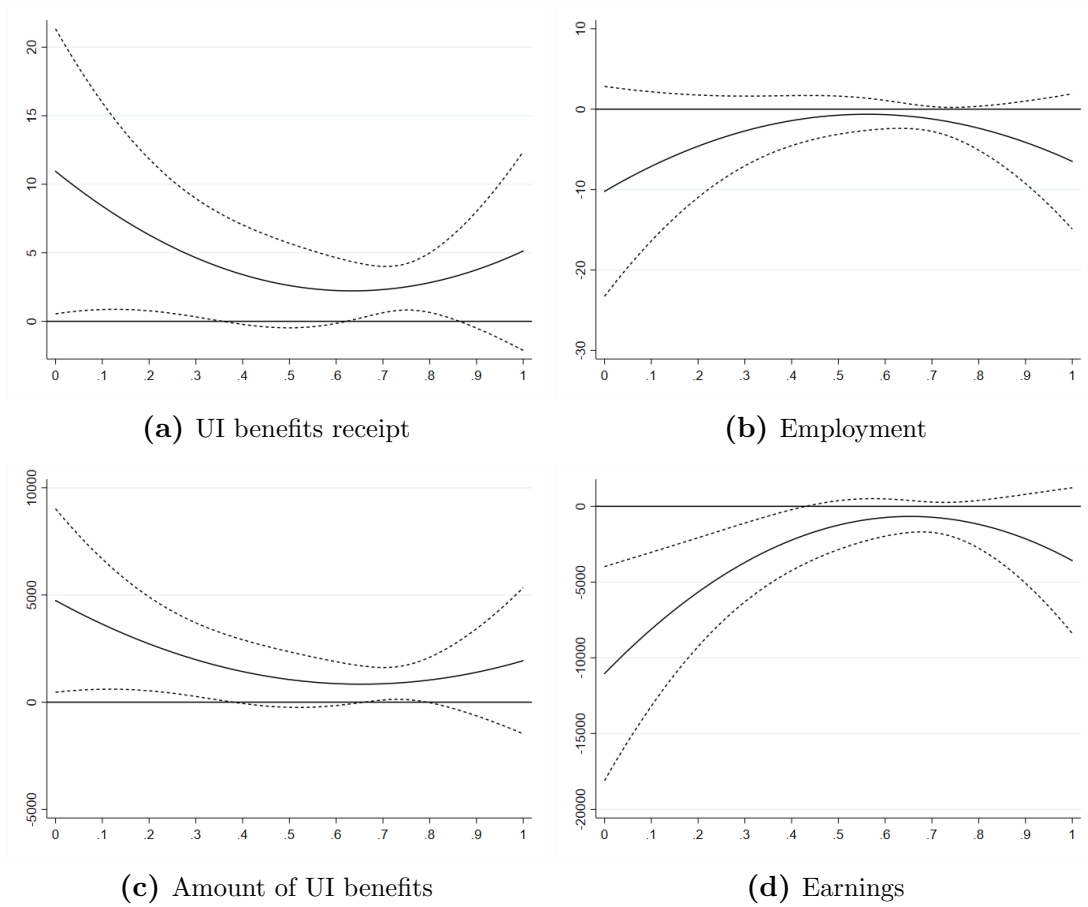 20
15
10
5
0
0 .1 .2 .3 .4 .5 .6 .7 .8 .9 1
(a) UI benefits receipt
10
0
-10
-20
-30
0 .1 .2 .3 .4 .5 .6 .7 .8 .9 1
(b) Employment
10000
5000
0
-5000
0 .1 .2 .3 .4 .5 .6 .7 .8 .9 1
(c) Amount of UI benefits
0
-5000
-10000
-15000
-20000
0 .1 .2 .3 .4 .5 .6 .7 .8 .9 1
(d) Earnings